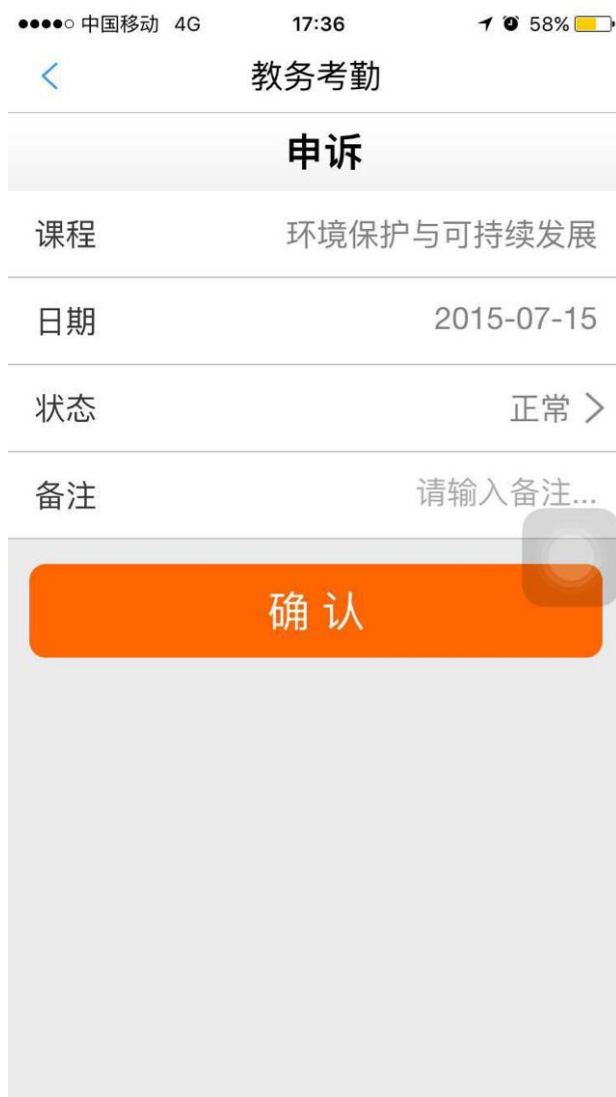 中国移动 4G 17:36 58%
教务考勤
申诉
课程 环境保护与可持续发展
日期 2015-07-15
状态 正常
备注 请输入备注...
确认